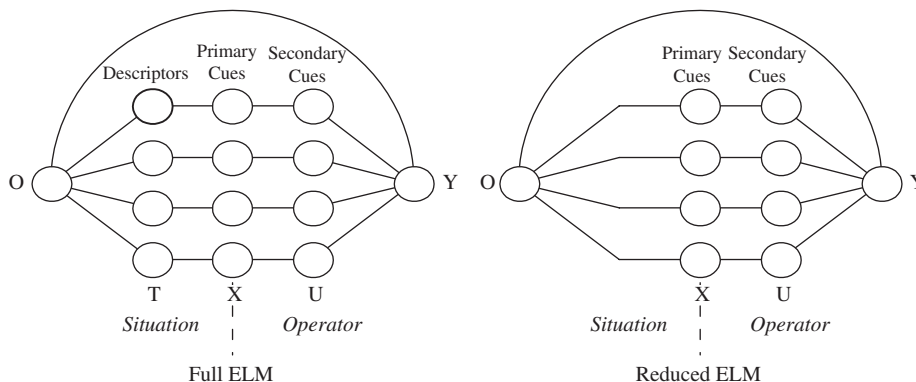 Descriptors
Primary
Cues
Secondary
Cues
O
Y
T
X
U
Situation
Operator
Full ELM
Primary
Cues
Secondary
Cues
O
Y
X
U
Situation
Operator
Reduced ELM